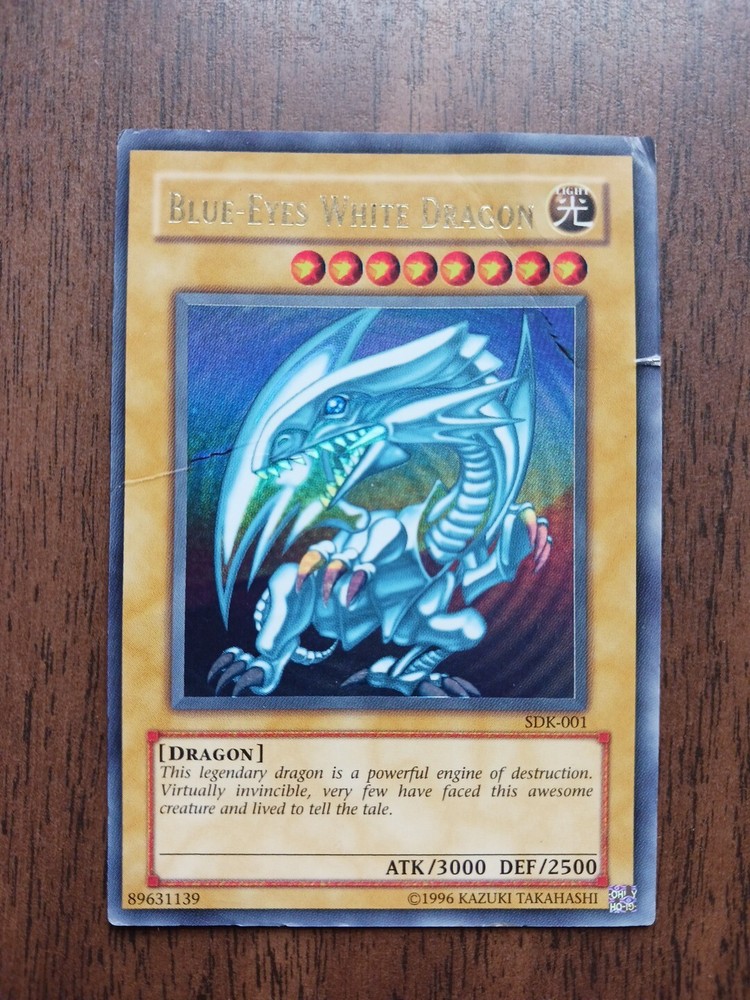 BLUE-EYES WHITE DRAGON
LIGHT
光
SDK-001
[DRAGON]
This legendary dragon is a powerful engine of destruction.
Virtually invincible, very few have faced this awesome
creature and lived to tell the tale.
ATK/3000 DEF/2500
89631139
©1996 KAZUKI TAKAHASHI